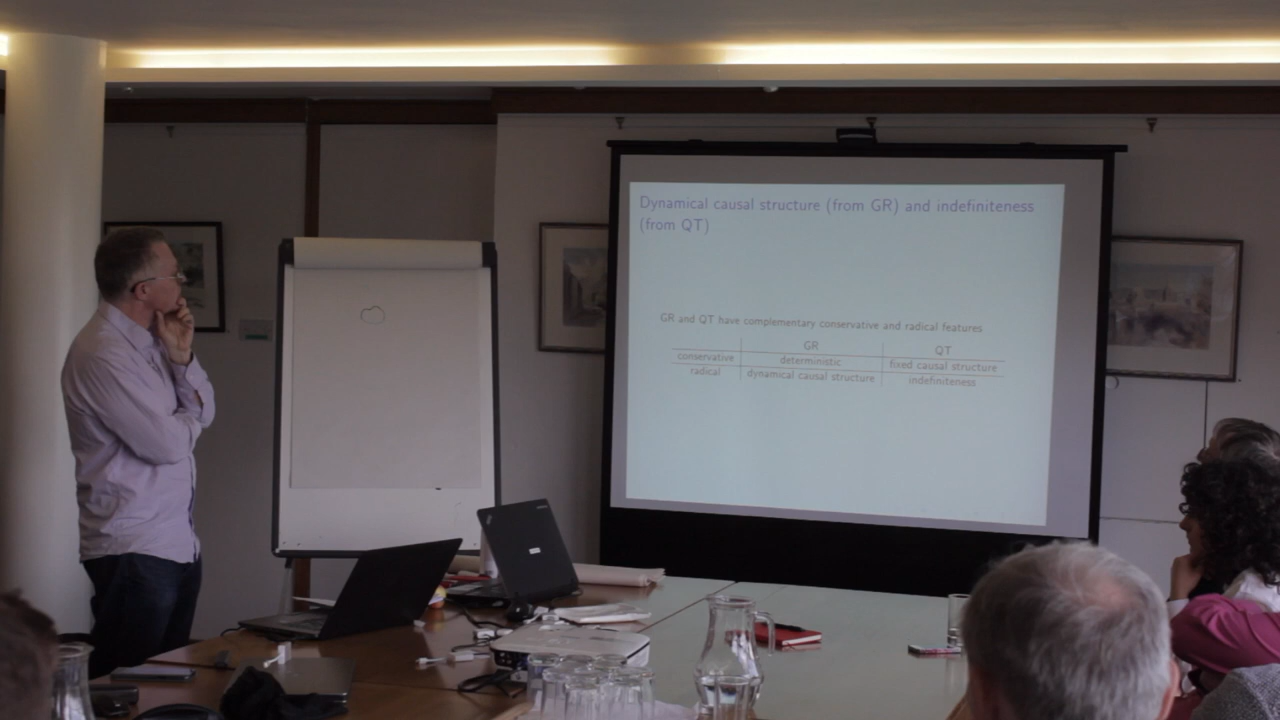 Dynamical causal structure (from GR) and indefiniteness
(from QT)
GR and QT have complementary conservative and radical features
GR QT
conservative deterministic fixed causal structure
radical dynamical causal structure indefiniteness